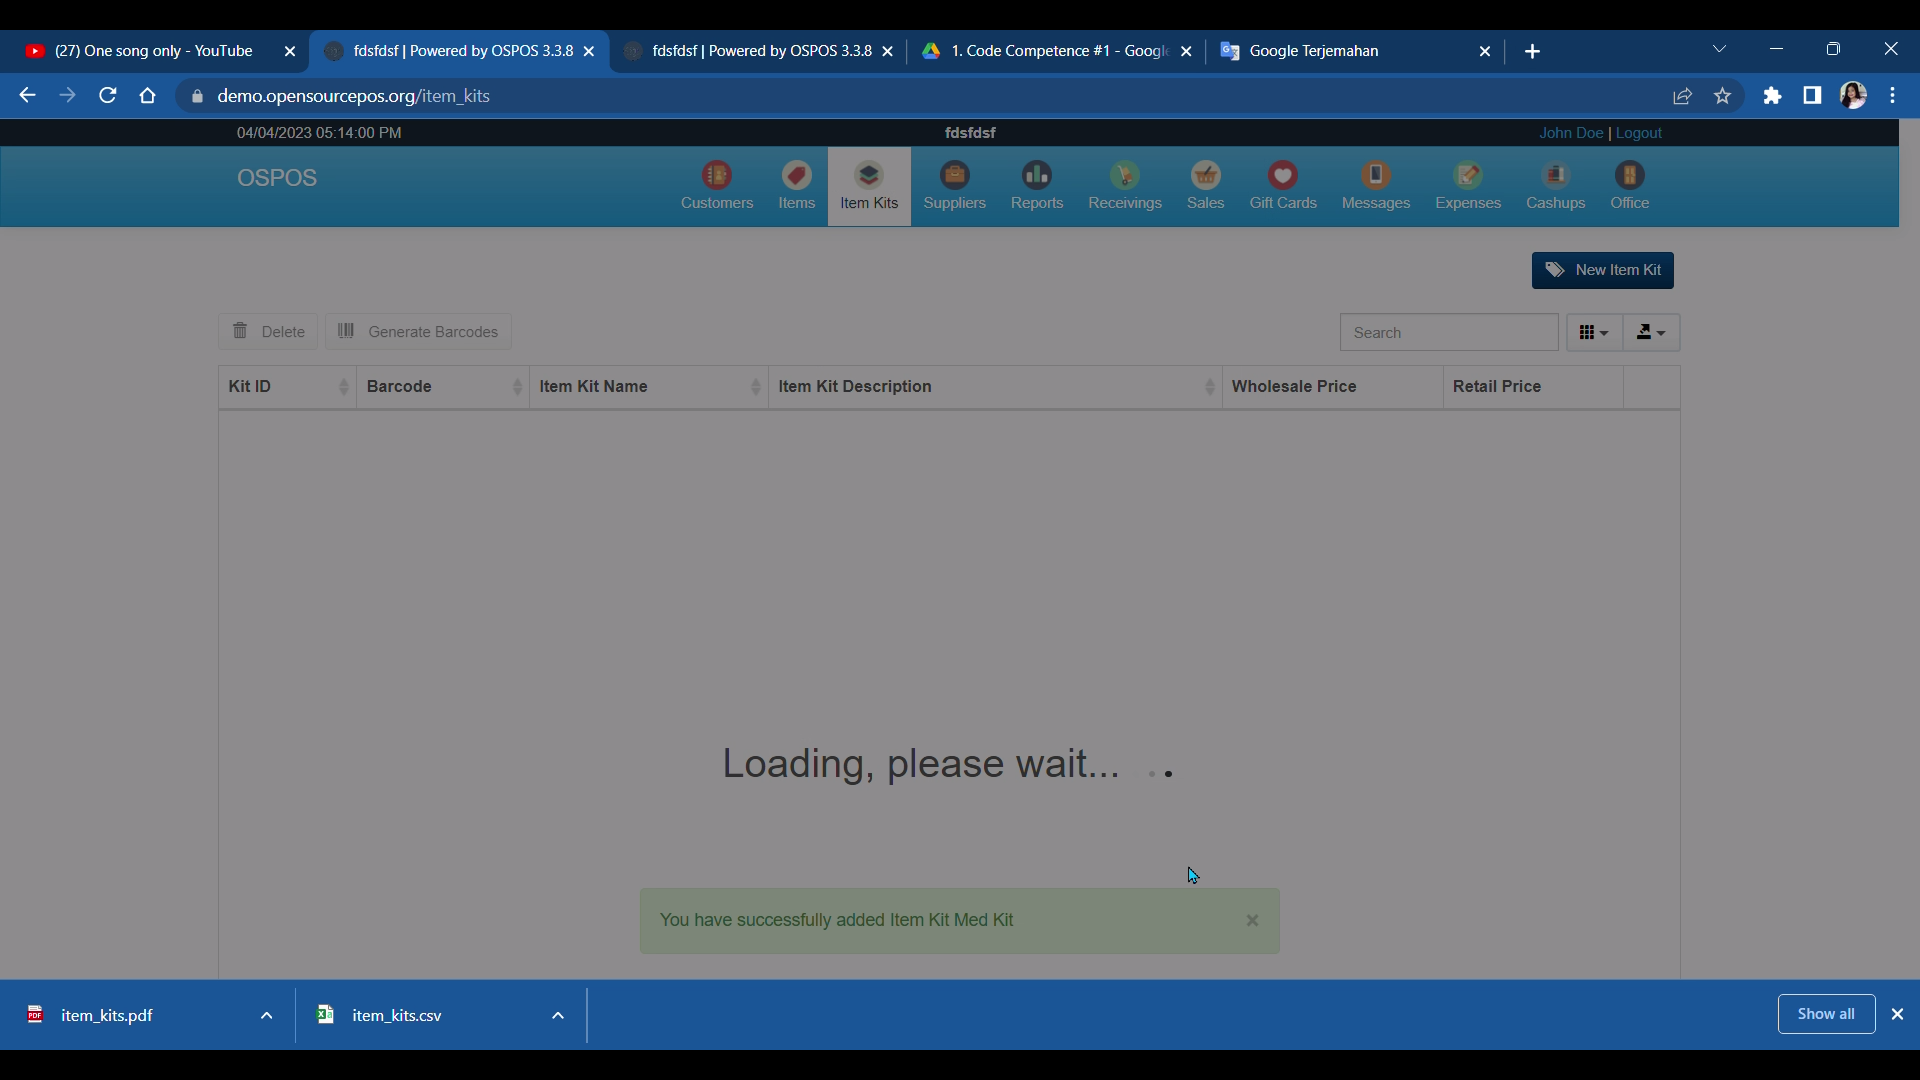 (27) One song only - YouTube
fdsfdsf | Powered by OSPOS 3.3.8
fdsfdsf | Powered by OSPOS 3.3.8
1. Code Competence #1 - Google
Google Terjemahan
demo.opensourcepos.org/item_kits
04/04/2023 05:14:00 PM
fdsfdsf
John Doe | Logout
OSPOS
Customers
Items
Item Kits
Suppliers
Reports
Receivings
Sales
Gift Cards
Messages
Expenses
Cashups
Office
New Item Kit
Delete
Generate Barcodes
Search
Kit ID
Barcode
Item Kit Name
Item Kit Description
Wholesale Price
Retail Price
Loading, please wait...
You have successfully added Item Kit Med Kit
item_kits.pdf
item_kits.csv
Show all